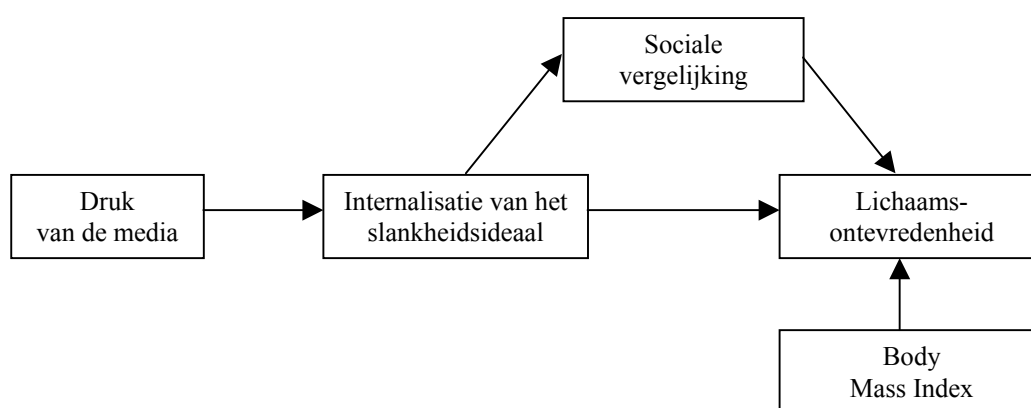 Sociale
vergelijking
Druk
van de media
Internalisatie van het
slankheidsideaal
Lichaams-
ontevredenheid
Body
Mass Index